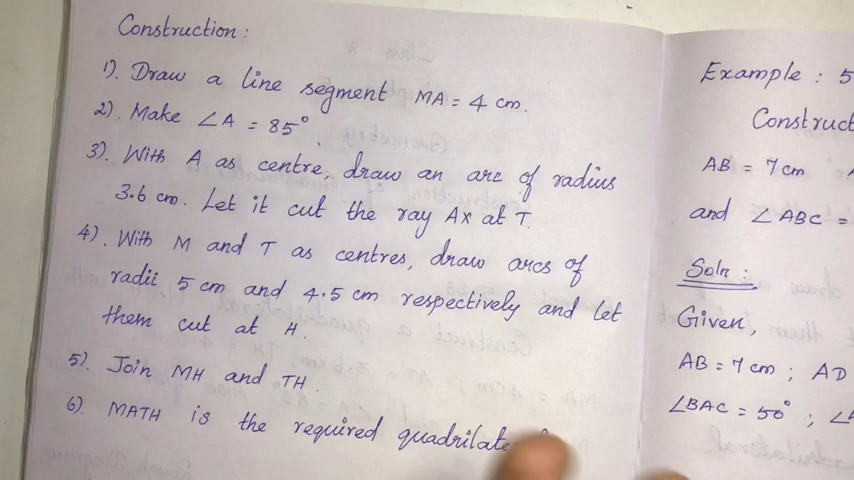 Construction:
1). Draw a line segment MA = 4 cm.
2). Make ∠A = 85°.
3). With A as centre, draw an arc of radius
3.6 cm. Let it cut the ray AX at T.
4). With M and T as centres, draw arcs of
radii 5 cm and 4.5 cm respectively and let
them cut at H.
5). Join MH and TH.
6). MATH is the required
Example : 5
Construct
AB = 7 cm
and ∠ABC =
Soln :
Given,
AB = 7 cm ; AD
∠BAC = 50° ; ∠